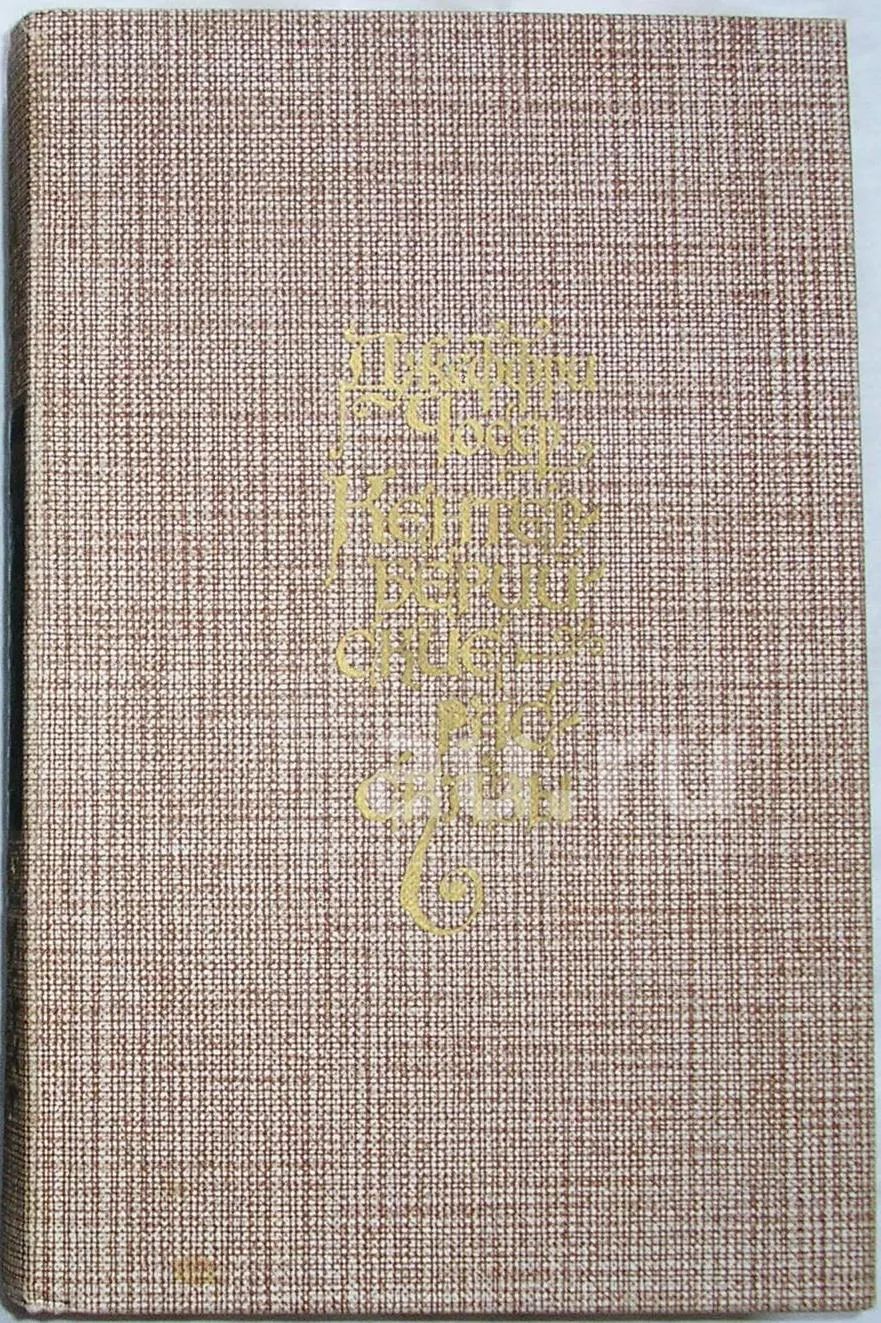 Джеффри
Чосер
Кентер-
берий-
ские
рас-
сказы